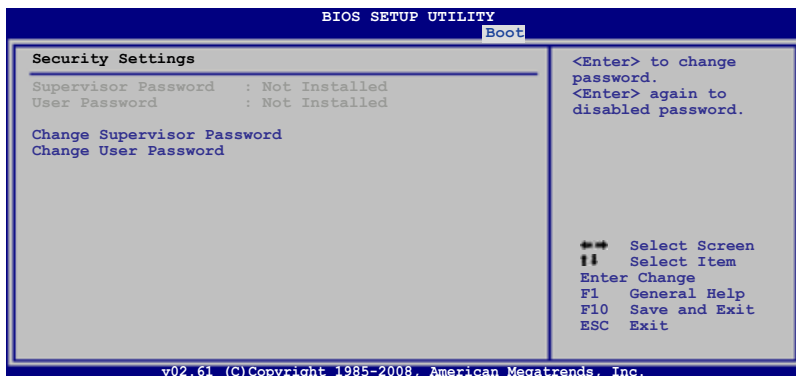 BIOS SETUP UTILITY
Boot
Security Settings
Supervisor Password : Not Installed
User Password : Not Installed
Change Supervisor Password
Change User Password
<Enter> to change
password.
<Enter> again to
disabled password.
Select Screen
Select Item
Enter Change
F1 General Help
F10 Save and Exit
ESC Exit
v02.61 (C)Copyright 1985-2008, American Megatrends, Inc.